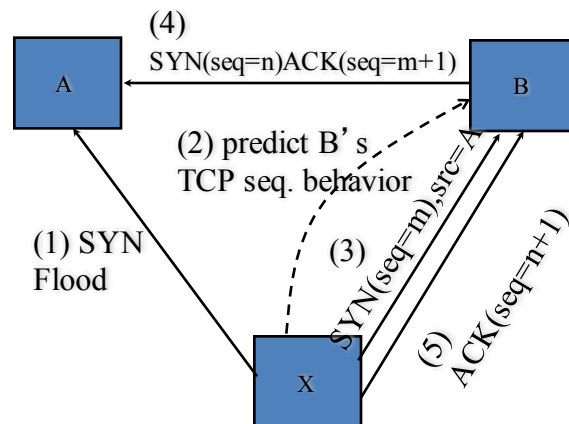 (4)
SYN(seq=n)ACK(seq=m+1)
A
B
(2) predict B's
TCP seq. behavior
(1) SYN
Flood
(3)
SYN(seq=m),src=A
(5)
ACK(seq=n+1)
X